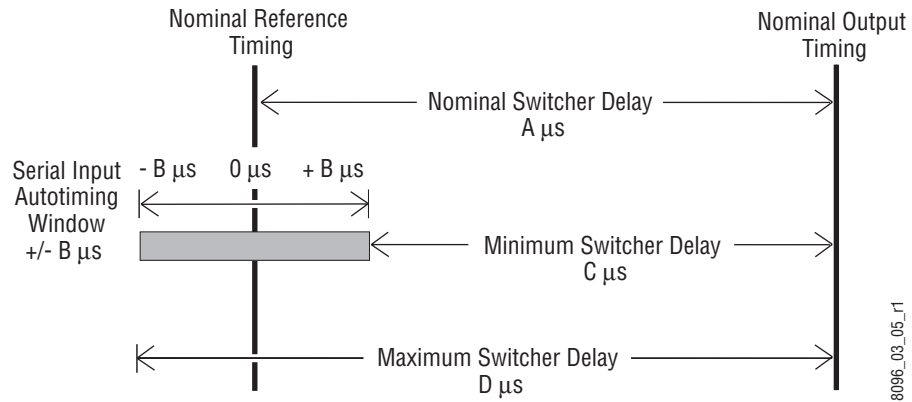 Nominal Reference
Timing
Nominal Output
Timing
Nominal Switcher Delay
A μs
Serial Input
Autotiming
Window
+/- B μs
- B μs 0 μs + B μs
Minimum Switcher Delay
C μs
Maximum Switcher Delay
D μs
8096_03_05_r1